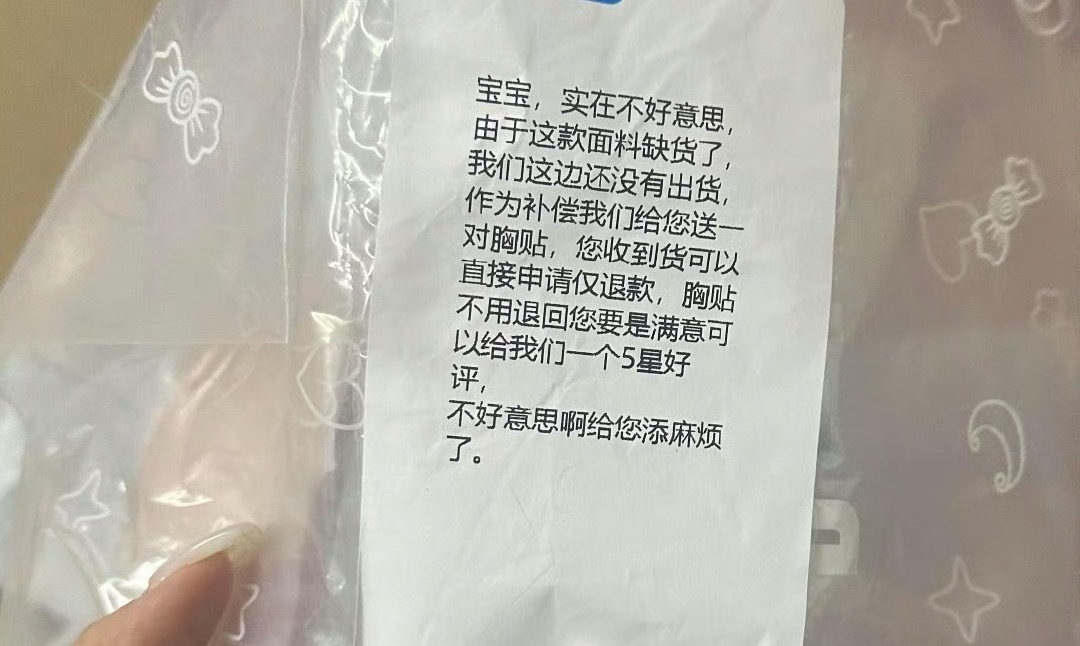 宝宝，实在不好意思，
由于这款面料缺货了，
我们这边还没有出货，
作为补偿我们给您送一
对胸贴，您收到货可以
直接申请仅退款，胸贴
不用退回您要是满意可
以给我们一个5星好
评，
不好意思啊给您添麻烦
了。